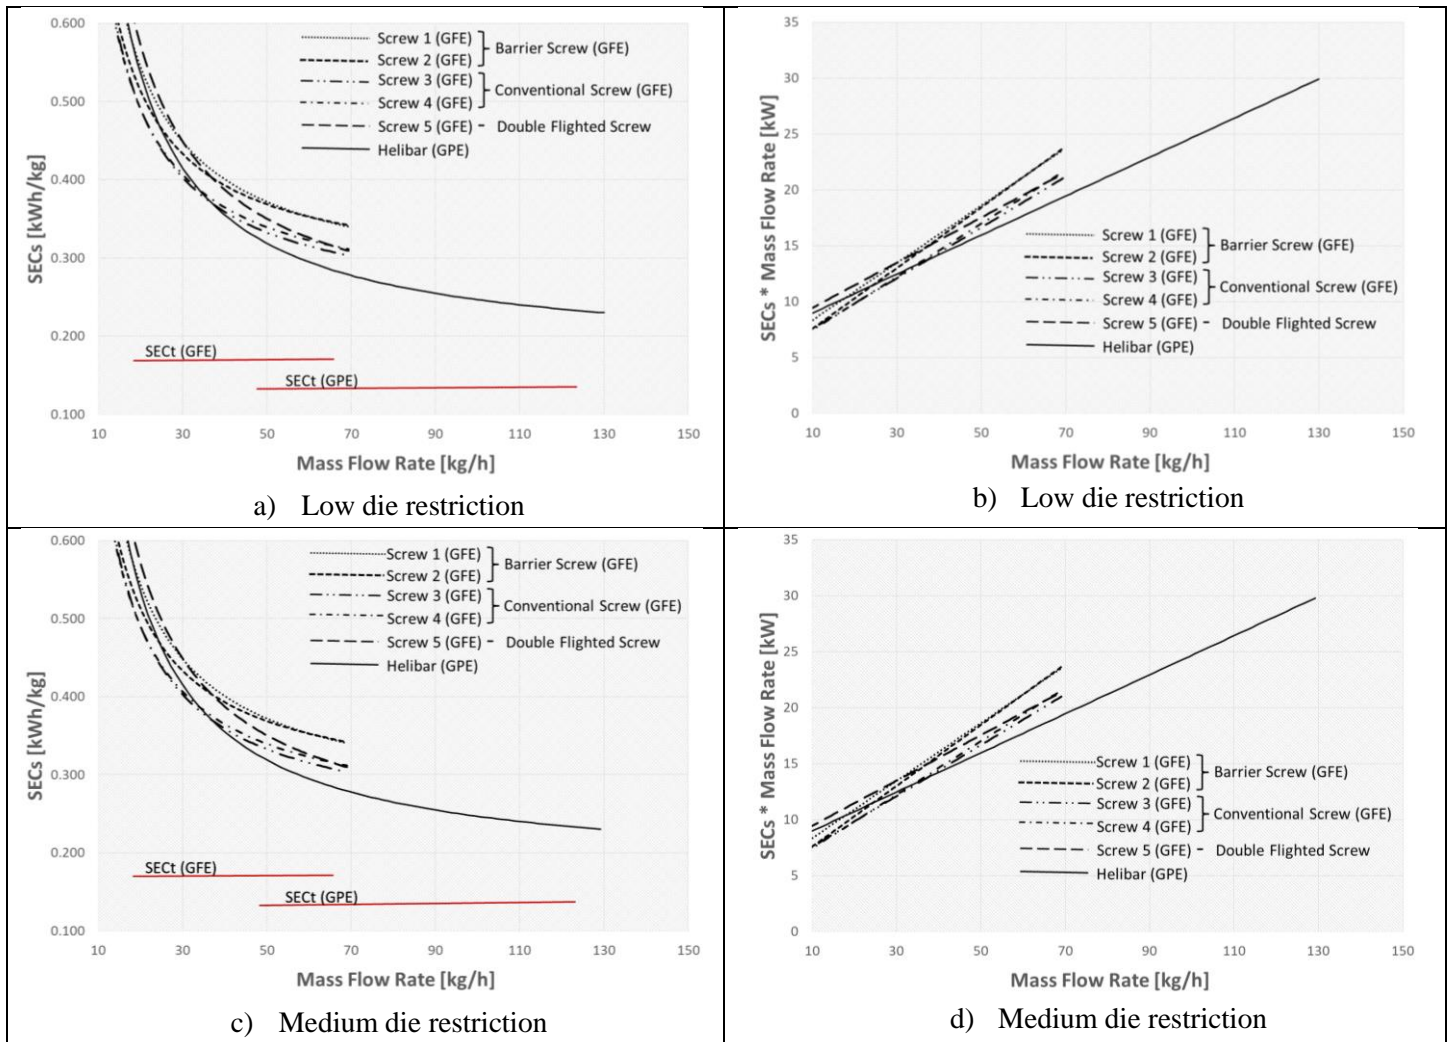 0.600
0.500
0.400
0.300
0.200
0.100
SECs [kWh/kg]
Screw 1 (GFE)
Screw 2 (GFE)
Barrier Screw (GFE)
Screw 3 (GFE)
Screw 4 (GFE)
Conventional Screw (GFE)
Screw 5 (GFE) - Double Flighted Screw
Helibar (GPE)
SECt (GFE)
SECt (GPE)
10 30 50 70 90 110 130 150
Mass Flow Rate [kg/h]
a) Low die restriction
35
30
25
20
15
10
5
0
SECs * Mass Flow Rate [kW]
Screw 1 (GFE)
Screw 2 (GFE)
Barrier Screw (GFE)
Screw 3 (GFE)
Screw 4 (GFE)
Conventional Screw (GFE)
Screw 5 (GFE) - Double Flighted Screw
Helibar (GPE)
10 30 50 70 90 110 130 150
Mass Flow Rate [kg/h]
b) Low die restriction
0.600
0.500
0.400
0.300
0.200
0.100
SECs [kWh/kg]
Screw 1 (GFE)
Screw 2 (GFE)
Barrier Screw (GFE)
Screw 3 (GFE)
Screw 4 (GFE)
Conventional Screw (GFE)
Screw 5 (GFE) - Double Flighted Screw
Helibar (GPE)
SECt (GFE)
SECt (GPE)
10 30 50 70 90 110 130 150
Mass Flow Rate [kg/h]
c) Medium die restriction
35
30
25
20
15
10
5
0
SECs * Mass Flow Rate [kW]
Screw 1 (GFE)
Screw 2 (GFE)
Barrier Screw (GFE)
Screw 3 (GFE)
Screw 4 (GFE)
Conventional Screw (GFE)
Screw 5 (GFE) - Double Flighted Screw
Helibar (GPE)
10 30 50 70 90 110 130 150
Mass Flow Rate [kg/h]
d) Medium die restriction